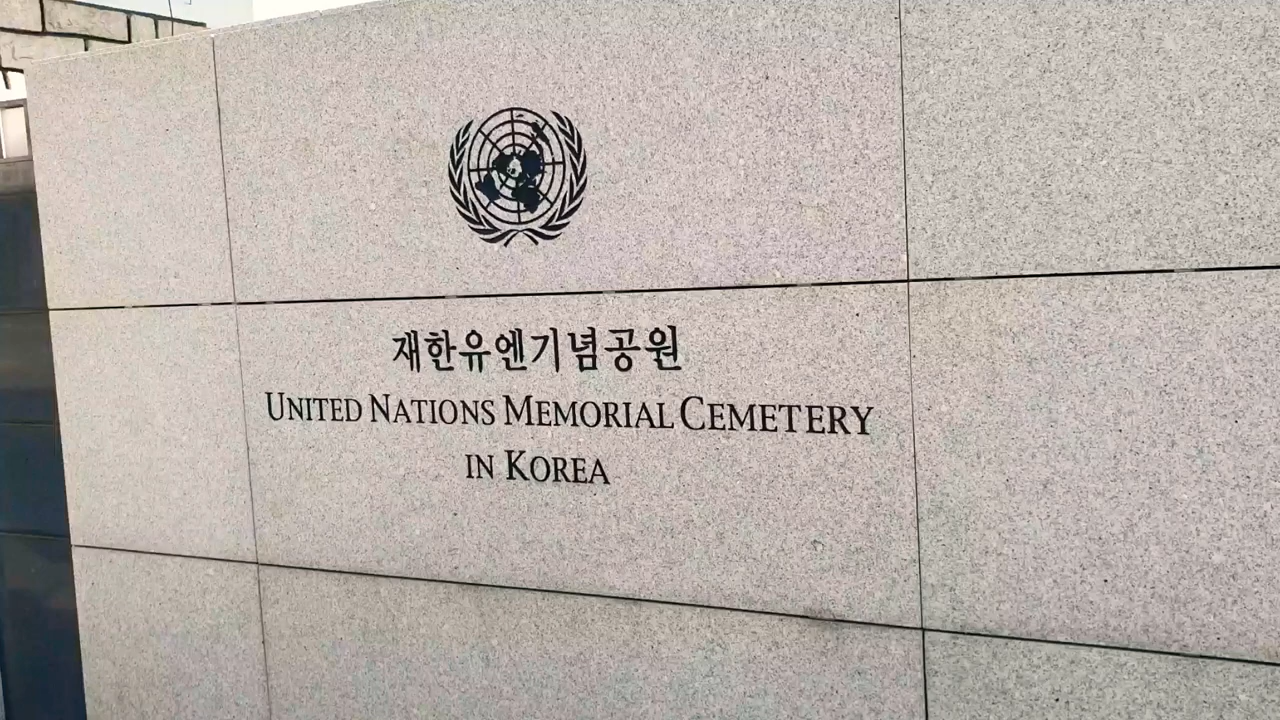 재한유엔기념공원
UNITED NATIONS MEMORIAL CEMETERY
IN KOREA